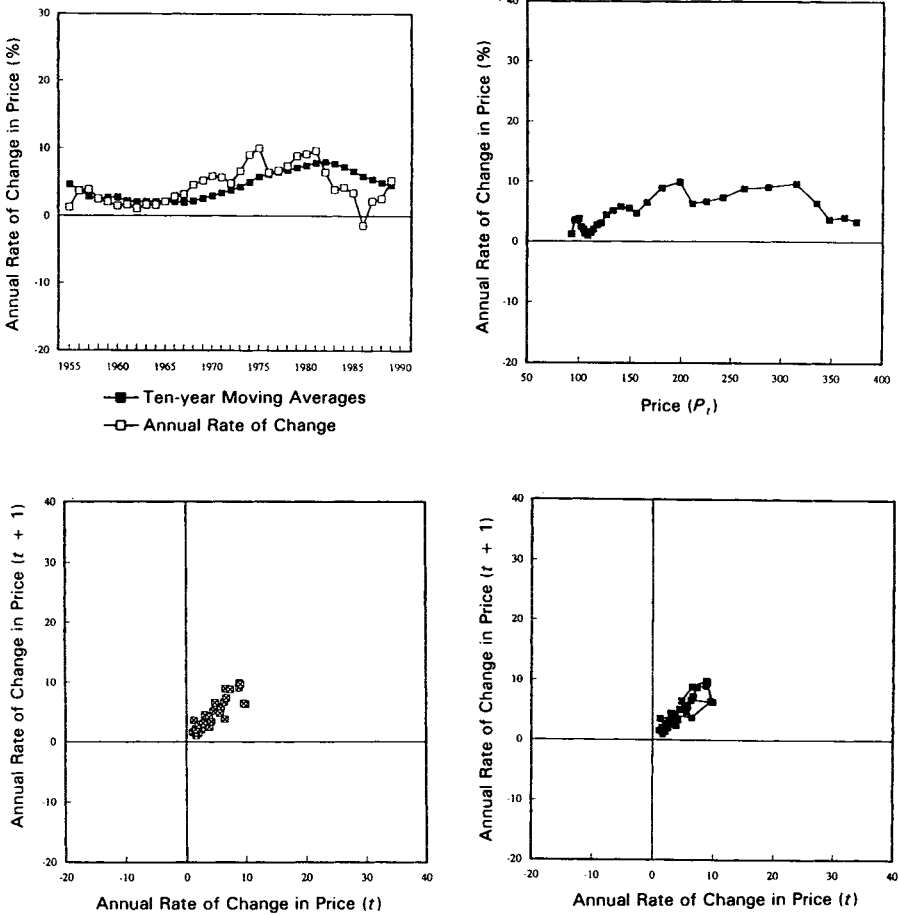 Annual Rate of Change in Price (%)
30
20
10
0
-10
-20
1955 1960 1965 1970 1975 1980 1985 1990
Ten-year Moving Averages
Annual Rate of Change
Annual Rate of Change in Price (%)
40
30
20
10
0
-10
-20
50 100 150 200 250 300 350 400
Price (Pt)
Annual Rate of Change in Price (t + 1)
40
30
20
10
0
-10
-20
-20 -10 0 10 20 30 40
Annual Rate of Change in Price (t)
Annual Rate of Change in Price (t + 1)
40
30
20
10
0
-10
-20
-20 -10 0 10 20 30 40
Annual Rate of Change in Price (t)